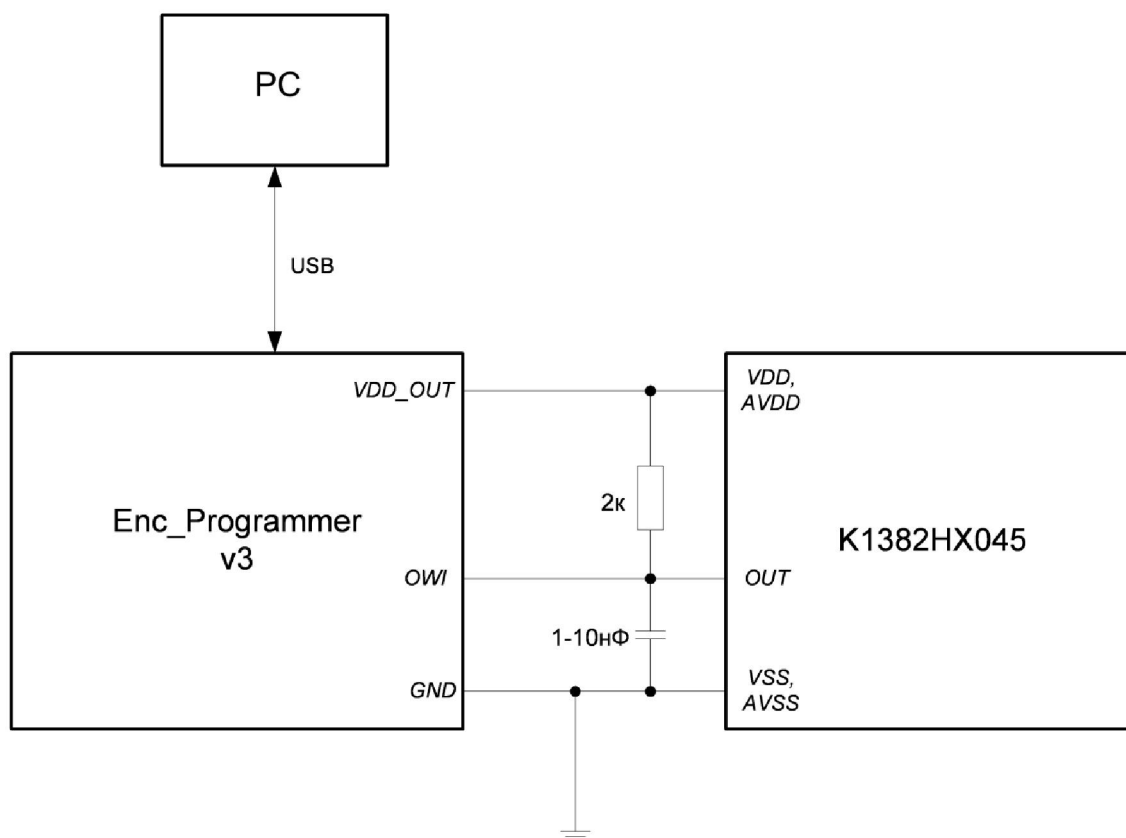 PC
USB
VDD_OUT
VDD,
AVDD
2к
Enc_Programmer
v3
K1382HX045
OWI
OUT
1-10нФ
GND
VSS,
AVSS